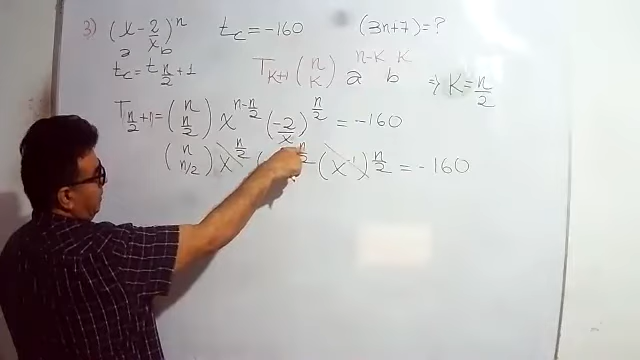 3) (x - 2/x)^n   t_c = -160   (3n+7) = ?
a   b
t_c = t_{n/2+1}   T_{K+1} (n K) a^{n-K} b^K   ⇒ K = n/2
T_{n/2+1} = (n n/2) x^{n-n/2} (-2/x)^{n/2} = -160
(n n/2) x^{n/2} ( )^{n/2} (x^{-1})^{n/2} = -160